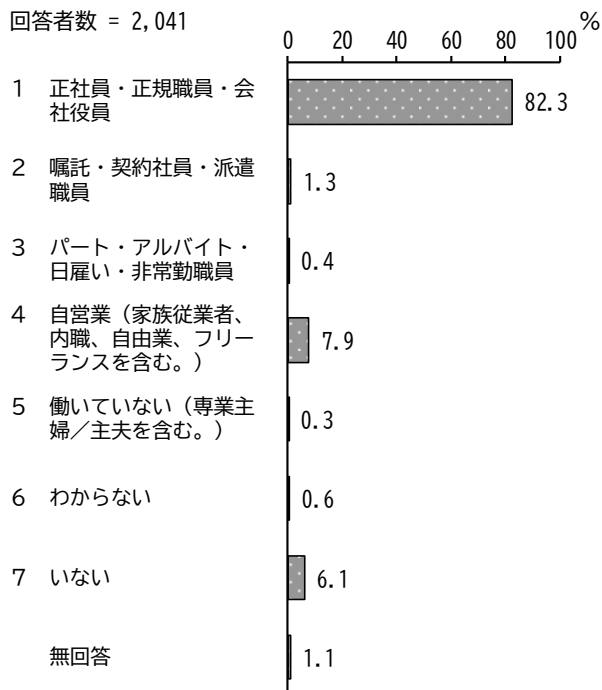 回答者数 = 2,041
%
0 20 40 60 80 100
1 正社員・正規職員・会
社役員
82.3
2 嘱託・契約社員・派遣
職員
1.3
3 パート・アルバイト・
日雇い・非常勤職員
0.4
4 自営業（家族従業者、
内職、自由業、フリー
ランスを含む。）
7.9
5 働いていない（専業主
婦／主夫を含む。）
0.3
6 わからない
0.6
7 いない
6.1
無回答
1.1